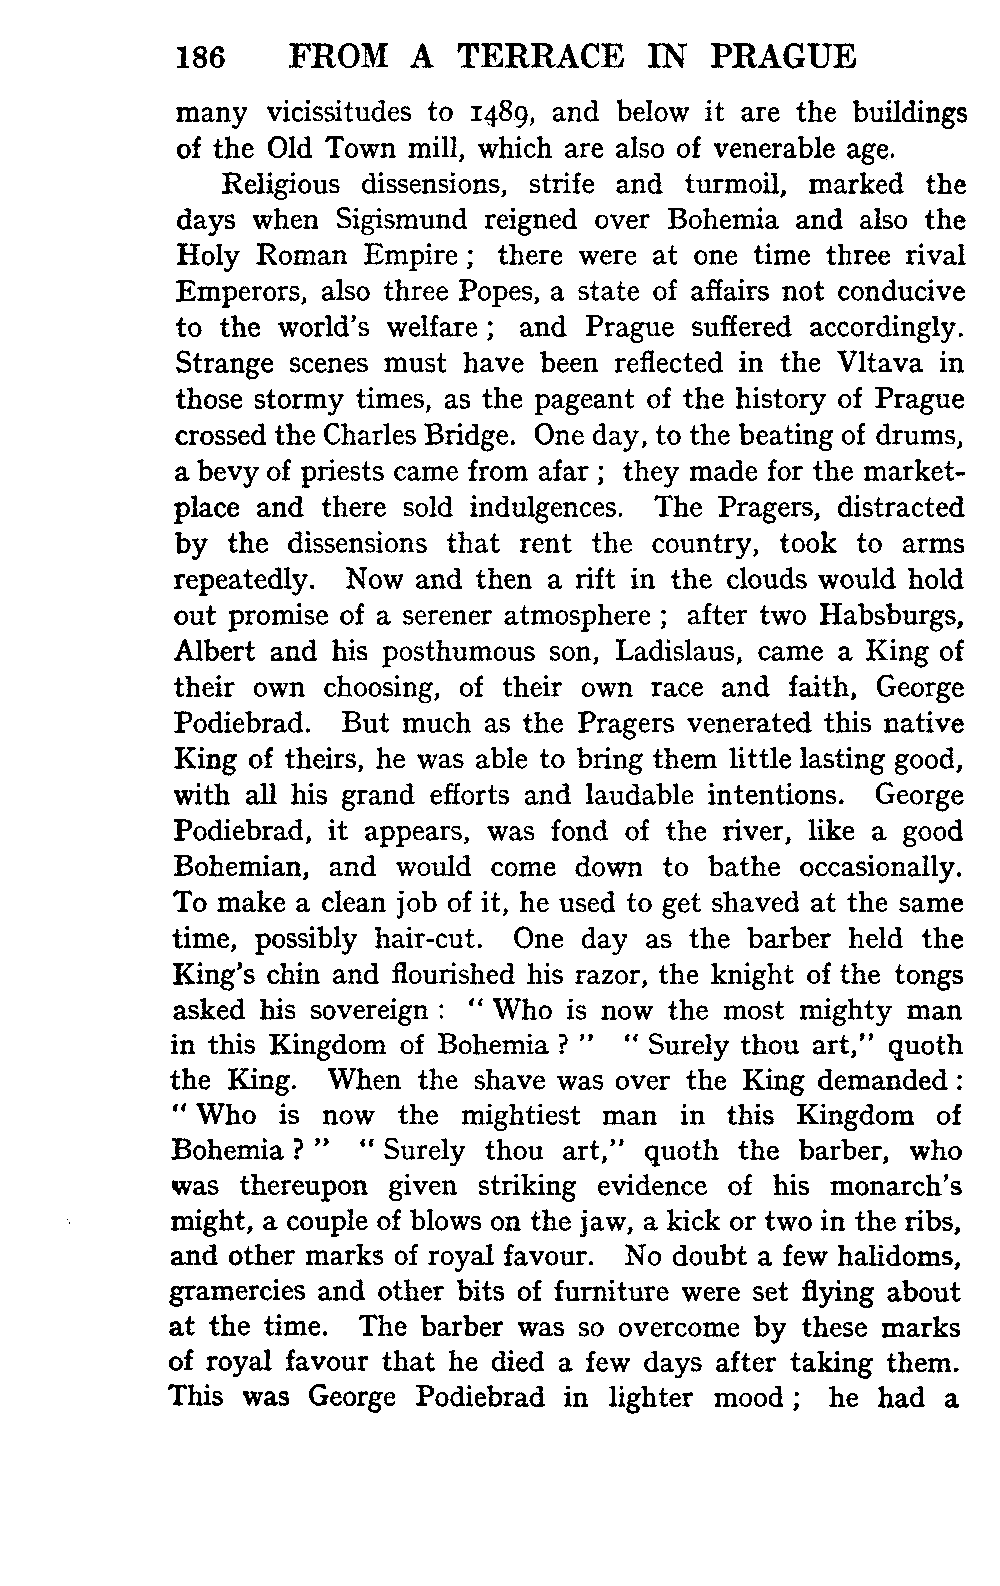 186 FROM A TERRACE IN PRAGUE
many vicissitudes to 1489, and below it are the buildings
of the Old Town mill, which are also of venerable age.
Religious dissensions, strife and turmoil, marked the
days when Sigismund reigned over Bohemia and also the
Holy Roman Empire ; there were at one time three rival
Emperors, also three Popes, a state of affairs not conducive
to the world's welfare ; and Prague suffered accordingly.
Strange scenes must have been reflected in the Vltava in
those stormy times, as the pageant of the history of Prague
crossed the Charles Bridge. One day, to the beating of drums,
a bevy of priests came from afar ; they made for the market-
place and there sold indulgences. The Pragers, distracted
by the dissensions that rent the country, took to arms
repeatedly. Now and then a rift in the clouds would hold
out promise of a serener atmosphere ; after two Habsburgs,
Albert and his posthumous son, Ladislaus, came a King of
their own choosing, of their own race and faith, George
Podiebrad. But much as the Pragers venerated this native
King of theirs, he was able to bring them little lasting good,
with all his grand efforts and laudable intentions. George
Podiebrad, it appears, was fond of the river, like a good
Bohemian, and would come down to bathe occasionally.
To make a clean job of it, he used to get shaved at the same
time, possibly hair-cut. One day as the barber held the
King's chin and flourished his razor, the knight of the tongs
asked his sovereign : " Who is now the most mighty man
in this Kingdom of Bohemia ? " " Surely thou art," quoth
the King. When the shave was over the King demanded :
" Who is now the mightiest man in this Kingdom of
Bohemia ? " " Surely thou art," quoth the barber, who
was thereupon given striking evidence of his monarch's
might, a couple of blows on the jaw, a kick or two in the ribs,
and other marks of royal favour. No doubt a few halidoms,
gramercies and other bits of furniture were set flying about
at the time. The barber was so overcome by these marks
of royal favour that he died a few days after taking them.
This was George Podiebrad in lighter mood ; he had a